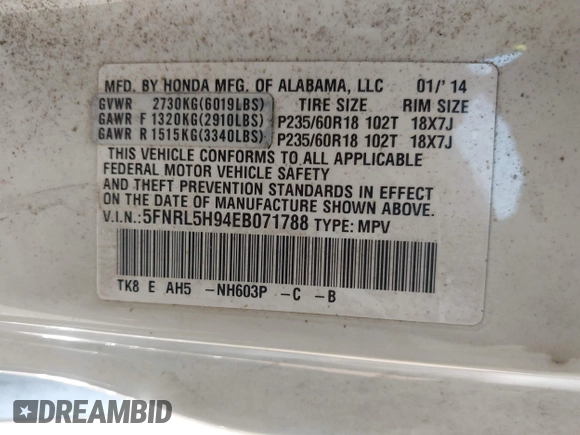 MFD. BY HONDA MFG. OF ALABAMA, LLC 01/'14
GVWR 2730KG(6019LBS) TIRE SIZE RIM SIZE
GAWR F 1320KG(2910LBS) P235/60R18 102T 18X7J
GAWR R 1515KG(3340LBS) P235/60R18 102T 18X7J
THIS VEHICLE CONFORMS TO ALL APPLICABLE
FEDERAL MOTOR VEHICLE SAFETY
AND THEFT PREVENTION STANDARDS IN EFFECT
ON THE DATE OF MANUFACTURE SHOWN ABOVE.
V.I.N.:5FNRL5H94EB071788 TYPE: MPV
TK8 E AH5 -NH603P -C -B
DREAMBID